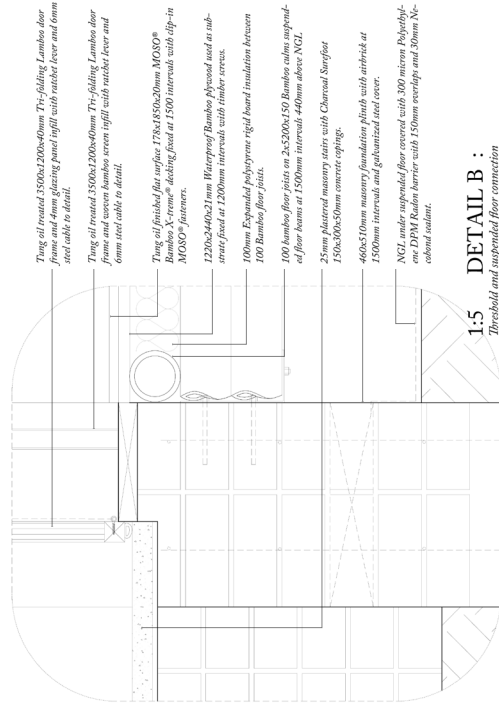 Tung oil treated 3500x1200x40mm Tri-folding Lamboo door
frame and 4mm glazing panel infill with ratchet lever and 6mm
steel cable to detail.
Tung oil treated 3500x1200x40mm Tri-folding Lamboo door
frame and woven bamboo screen infill with ratchet lever and
6mm steel cable to detail.
Tung oil finished flat surface 178x1850x20mm MOSO®
Bamboo X-treme® decking fixed at 1500 intervals with clip-in
MOSO® fasteners.
1220x2440x21mm Waterproof Bamboo plywood used as sub-
strate fixed at 1200mm intervals with timber screws.
100mm Expanded polystyrene rigid board insulation between
100 Bamboo floor joists.
100 bamboo floor joists on 2x5200x150 Bamboo culms suspend-
ed floor beams at 1500mm intervals 440mm above NGL
25mm plastered masonry stairs with Charcoal Surefoot
150x300x50mm concrete copings.
460x510mm masonry foundation plinth with airbrick at
1500mm intervals and galvanized steel cover.
NGL under suspended floor covered with 300 micron Polyethyl-
ene DPM Radon barrier with 150mm overlaps and 30mm Ne-
cobond sealant.
1:5 DETAIL B :
Threshold and suspended floor connection